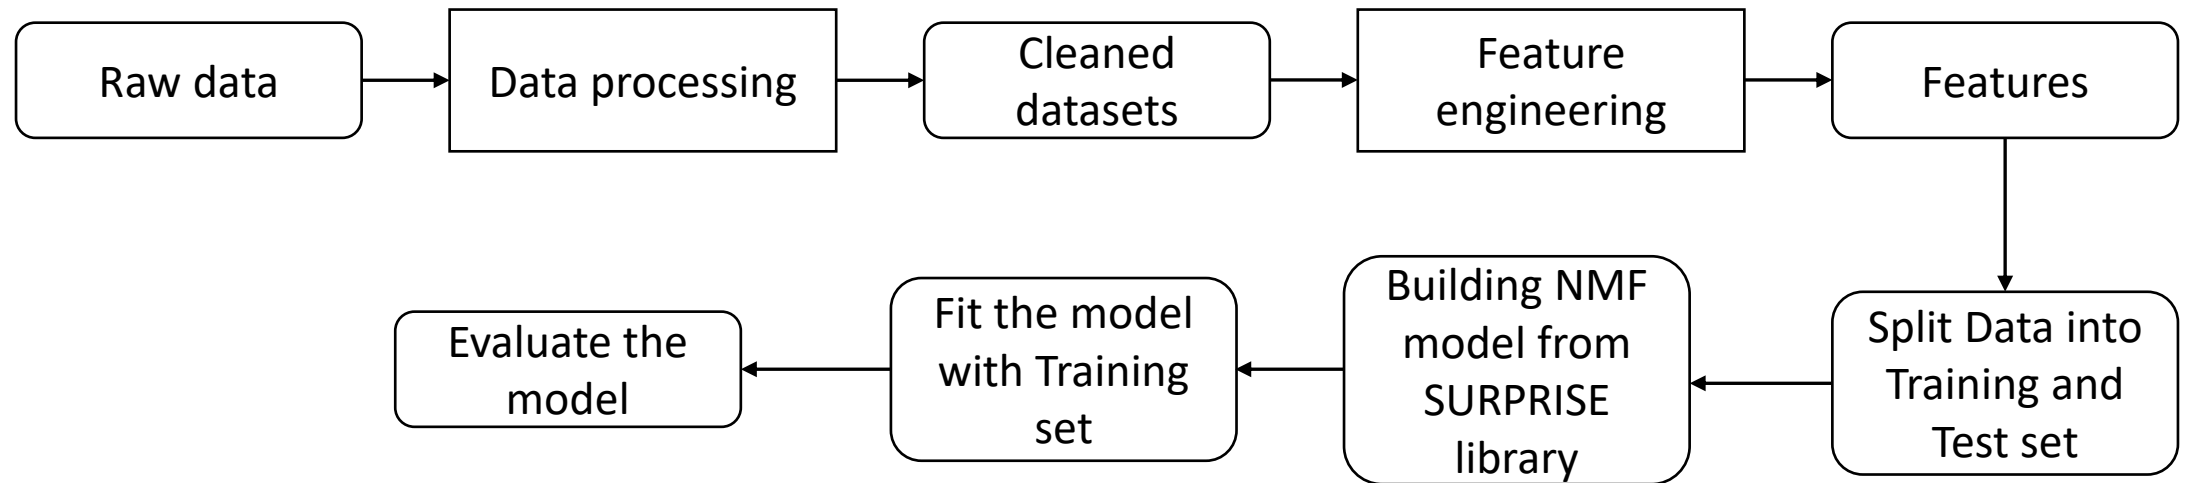 Raw data
Data processing
Cleaned
datasets
Feature
engineering
Features
Split Data into
Training and
Test set
Building NMF
model from
SURPRISE
library
Fit the model
with Training
set
Evaluate the
model